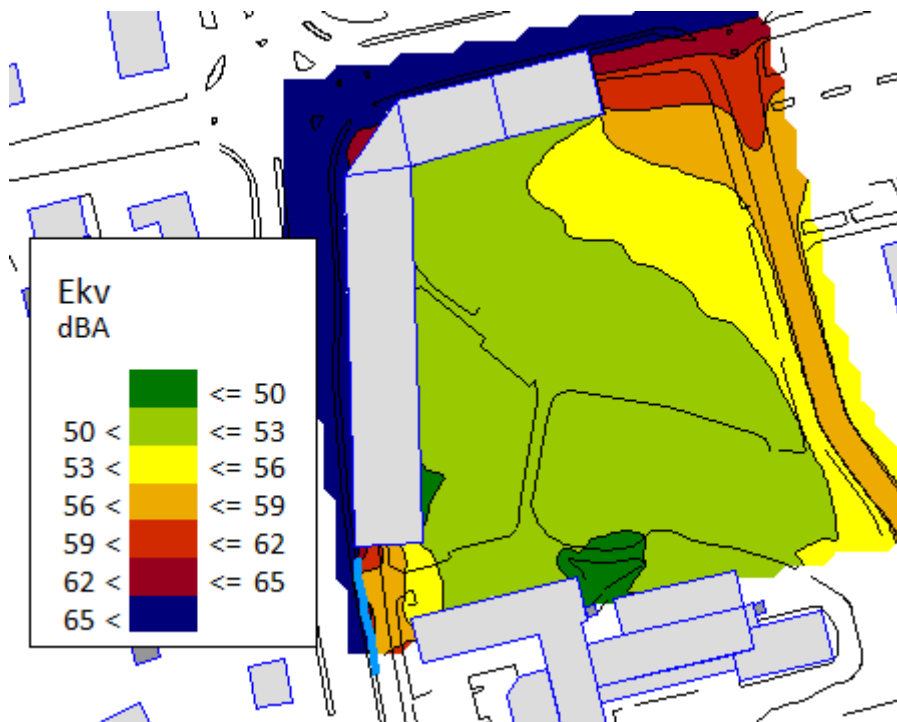 Ekv
dBA
<= 50
50 < <= 53
53 < <= 56
56 < <= 59
59 < <= 62
62 < <= 65
65 <